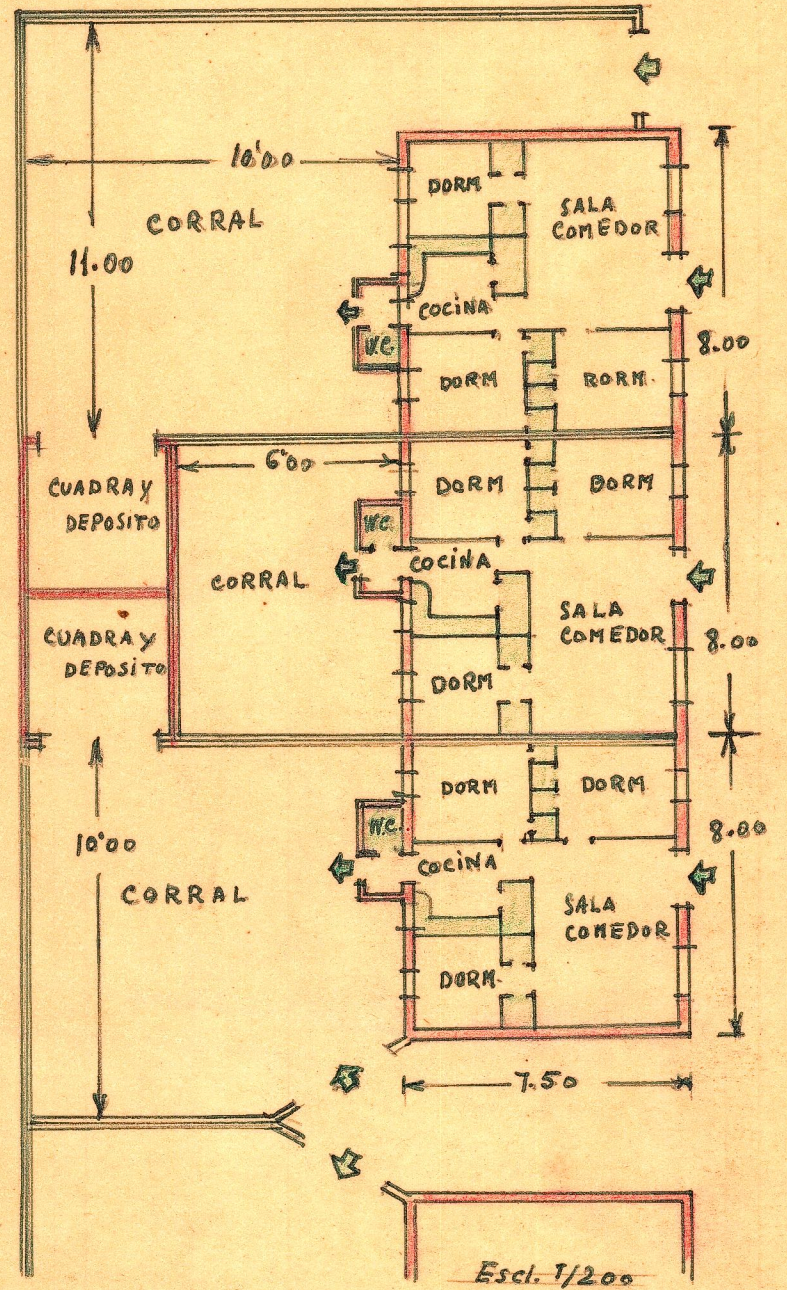 10'00
CORRAL
11.00
DORM
SALA
COMEDOR
COCINA
W.C
8.00
DORM
RORM.
6'00
CUADRA Y
DEPOSITO
DORM
DORM
W.C.
COCINA
CORRAL
SALA
COMEDOR
8.00
CUADRA Y
DEPOSITO
DORM
DORM
DORM
W.C.
8.00
10'00
COCINA
CORRAL
SALA
COMEDOR
DORM
7.50
Escl. 1/200